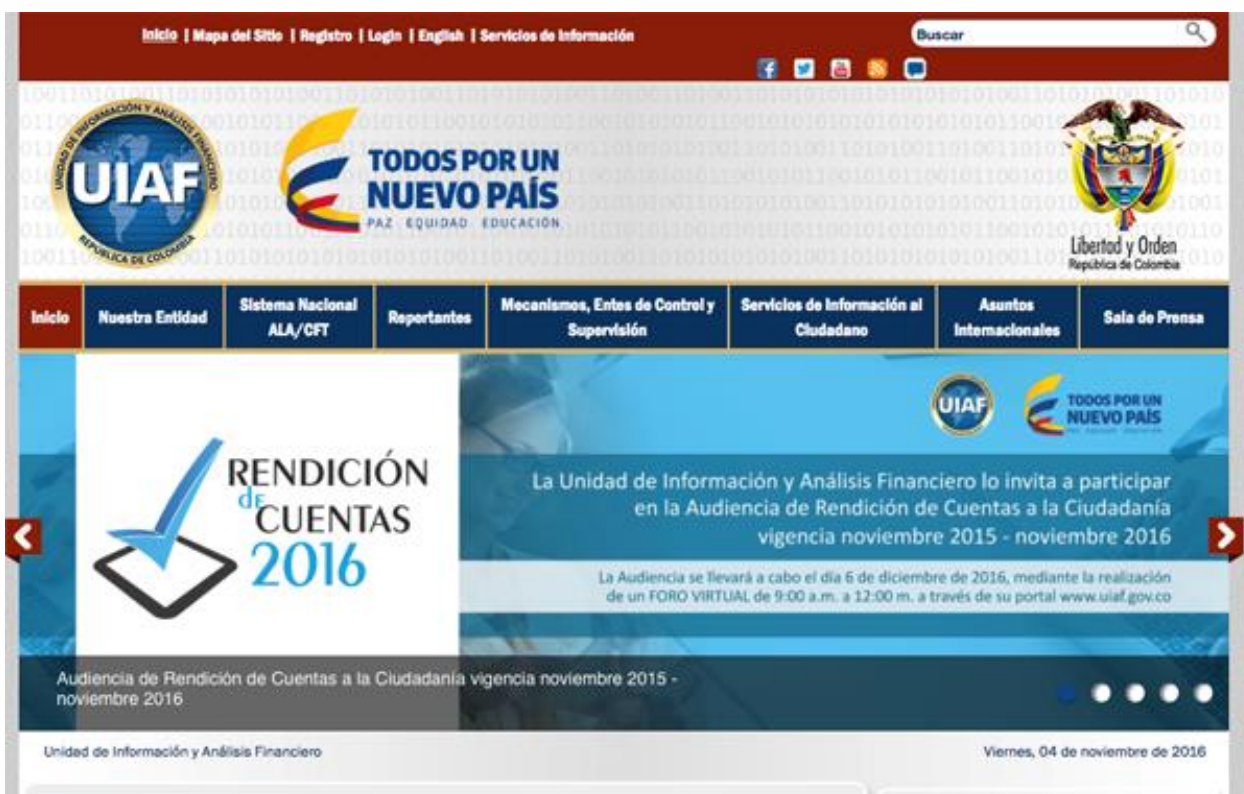 Inicio | Mapa del Sitio | Registro | Login | English | Servicios de Información
Buscar
UNIDAD DE INFORMACIÓN Y ANÁLISIS FINANCIERO
UIAF
REPÚBLICA DE COLOMBIA
TODOS POR UN
NUEVO PAÍS
PAZ EQUIDAD EDUCACIÓN
Libertad y Orden
República de Colombia
Inicio
Nuestra Entidad
Sistema Nacional
ALA/CFT
Reportantes
Mecanismos, Entes de Control y
Supervisión
Servicios de Información al
Ciudadano
Asuntos
Internacionales
Sala de Prensa
UIAF
TODOS POR UN
NUEVO PAÍS
PAZ EQUIDAD EDUCACIÓN
RENDICIÓN
DE
CUENTAS
2016
La Unidad de Información y Análisis Financiero lo invita a participar
en la Audiencia de Rendición de Cuentas a la Ciudadanía
vigencia noviembre 2015 - noviembre 2016
La Audiencia se llevará a cabo el día 6 de diciembre de 2016, mediante la realización
de un FORO VIRTUAL de 9:00 a.m. a 12:00 m. a través de su portal www.uiaf.gov.co
Audiencia de Rendición de Cuentas a la Ciudadanía vigencia noviembre 2015 -
noviembre 2016
Unidad de Información y Análisis Financiero
Viernes, 04 de noviembre de 2016